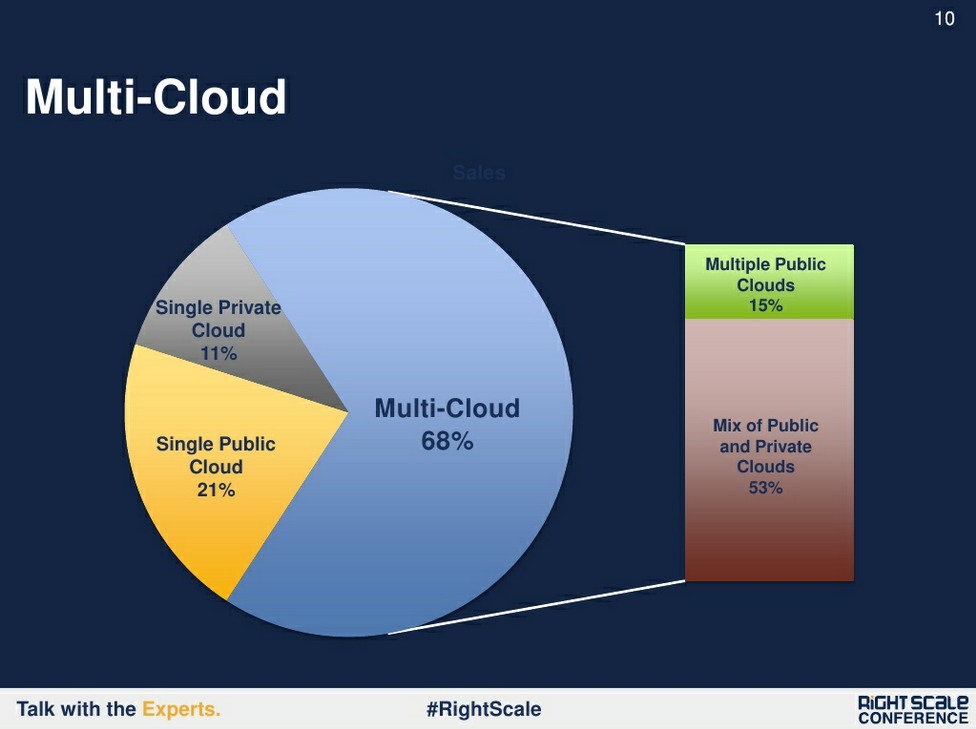 10
Multi-Cloud
Sales
Single Private
Cloud
11%
Single Public
Cloud
21%
Multi-Cloud
68%
Multiple Public
Clouds
15%
Mix of Public
and Private
Clouds
53%
Talk with the Experts.
#RightScale
RIGHTSCALE
CONFERENCE